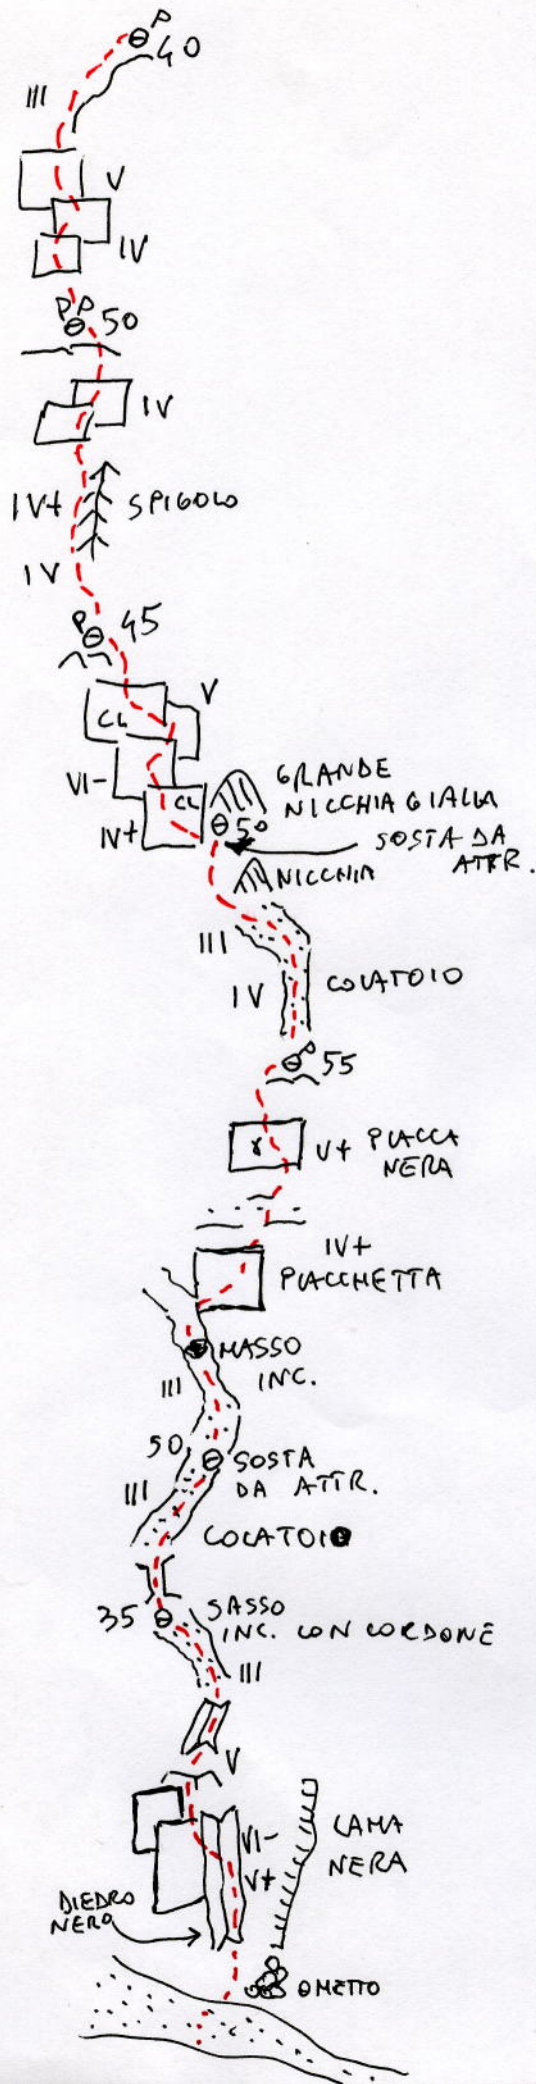 P
40
III
V
IV
PP
50
IV
IV+
SPIGOLO
IV
P
45
V
CL
VI-
GRANDE
NICCHIA GIALLA
CL
50
IV+
SOSTA DA
ATTR.
NICCHIA
III
IV
COLATOIO
P
55
V+ PLACCA
NERA
IV+
PLACCHETTA
MASSO
INC.
III
50
SOSTA
DA ATTR.
III
COLATOIO
35
SASSO
INC. CON CORDONE
III
V
LAMA
NERA
VI-
V+
DIEDRO
NERO
OMETTO